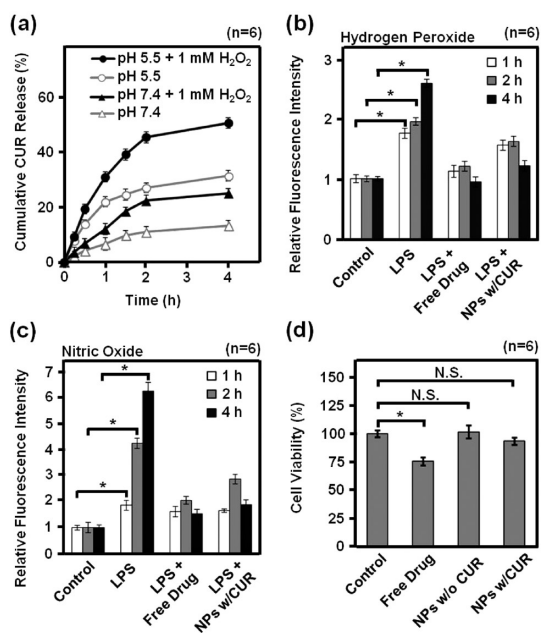 (a)
(n=6)
pH 5.5 + 1 mM H₂O₂
pH 5.5
pH 7.4 + 1 mM H₂O₂
pH 7.4
Cumulative CUR Release (%)
60
40
20
0
0 1 2 3 4
Time (h)
(b)
(n=6)
Hydrogen Peroxide
1 h
2 h
4 h
*
*
*
Relative Fluorescence Intensity
3
2
1
0
Control
LPS
LPS +
Free Drug
LPS +
NPs w/CUR
(c)
(n=6)
Nitric Oxide
1 h
2 h
4 h
*
*
*
Relative Fluorescence Intensity
7
6
5
4
3
2
1
0
Control
LPS
LPS +
Free Drug
LPS +
NPs w/CUR
(d)
(n=6)
N.S.
N.S.
*
Cell Viability (%)
150
125
100
75
50
25
0
Control
Free Drug
NPs w/o CUR
NPs w/CUR